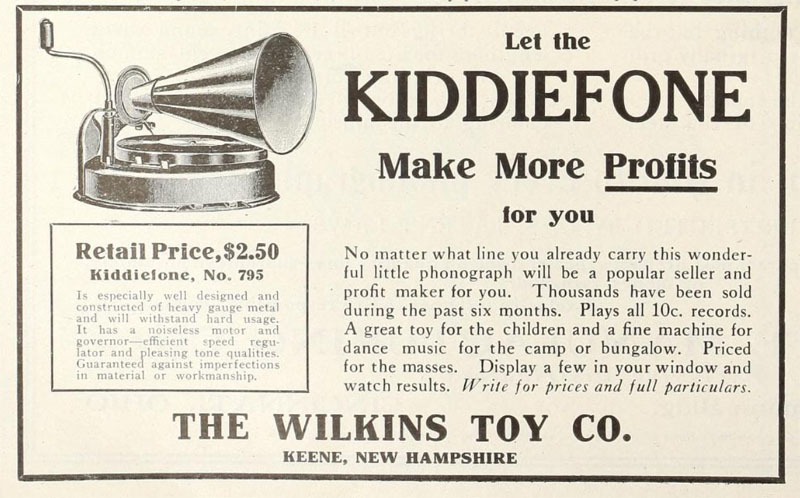 Let the
KIDDIEFONE
Make More Profits
for you
Retail Price, $2.50
Kiddiefone, No. 795
Is especially well designed and
constructed of heavy gauge metal
and will withstand hard usage.
It has a noiseless motor and
governor—efficient speed regu-
lator and pleasing tone qualities.
Guaranteed against imperfections
in material or workmanship.
No matter what line you already carry this wonder-
ful little phonograph will be a popular seller and
profit maker for you. Thousands have been sold
during the past six months. Plays all 10c. records.
A great toy for the children and a fine machine for
dance music for the camp or bungalow. Priced
for the masses. Display a few in your window and
watch results. Write for prices and full particulars.
THE WILKINS TOY CO.
KEENE, NEW HAMPSHIRE